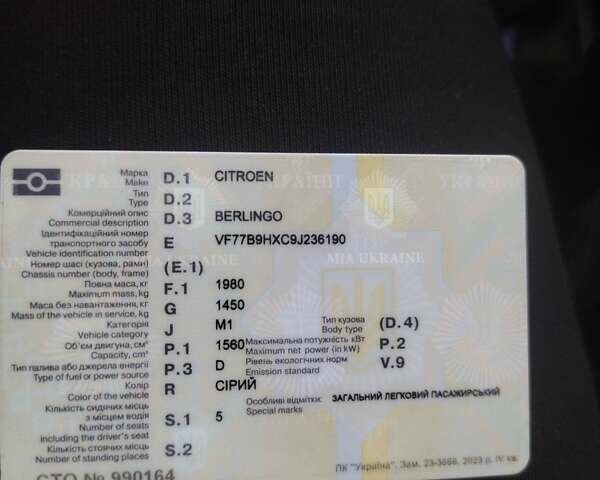 Марка D.1 CITROEN
Make
Тип D.2
Type
Комерційний опис D.3 BERLINGO
Commercial description
Ідентифікаційний номер
транспортного засобу E VF77B9HXC9J236190
Vehicle identification number
Номер шасі (кузова, рами) (E.1)
Chassis number (body, frame)
Повна маса, кг F.1 1980
Maximum mass, kg
Маса без навантаження, кг G 1450
Mass of the vehicle in service, kg
Категорія J M1 Тип кузова (D.4)
Vehicle category Body type
Об'єм двигуна, см³ P.1 1560 Максимальна потужність кВт P.2
Capacity, cm³ Maximum net power (in kW)
Тип палива або джерела енергії P.3 D Рівень екологічних норм V.9
Type of fuel or power source Emission standard
Колір R СІРИЙ
Color of the vehicle
Кількість сидячих місць S.1 5 Особливі відмітки: ЗАГАЛЬНИЙ ЛЕГКОВИЙ ПАСАЖИРСЬКИЙ
з місцем водія Special marks
Number of seats
including the driver's seat
Кількість стоячих місць S.2
Number of standing places
СТО № 990164
ПК "Україна". Зам. 23-3666. 2023 р. IV кв.
УКРАЇНИ
МІА UKRAINE